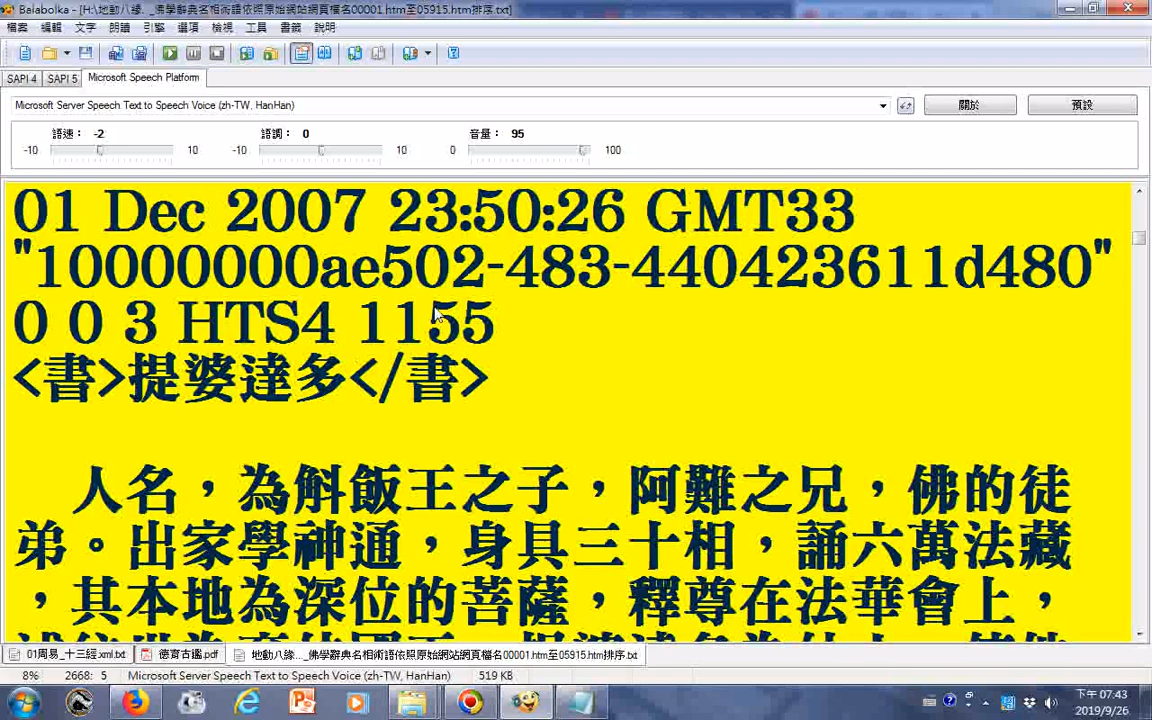 Balabolka - [H:\地動八緣. _佛學辭典名相術語依照原始網站網頁檔名00001.htm至05915.htm排序.txt]
檔案 編輯 文字 朗讀 引擎 選項 檢視 工具 書籤 說明
SAPI 4 SAPI 5 Microsoft Speech Platform
Microsoft Server Speech Text to Speech Voice (zh-TW, HanHan) 關於 預設
語速： -2 語調： 0 音量： 95
-10 10 -10 10 0 100
01 Dec 2007 23:50:26 GMT33
"10000000ae502-483-440423611d480"
0 0 3 HTS4 1155
<書>提婆達多</書>
人名，為斛飯王之子，阿難之兄，佛的徒
弟。出家學神通，身具三十相，誦六萬法藏
，其本地為深位的菩薩，釋尊在法華會上，
01周易_十三經.xml.txt 德育古鑑.pdf 地動八緣..._佛學辭典名相術語依照原始網站網頁檔名00001.htm至05915.htm排序.txt
8% 2668: 5 Microsoft Server Speech Text to Speech Voice (zh-TW, HanHan) 519 KB
下午 07:43
2019/9/26